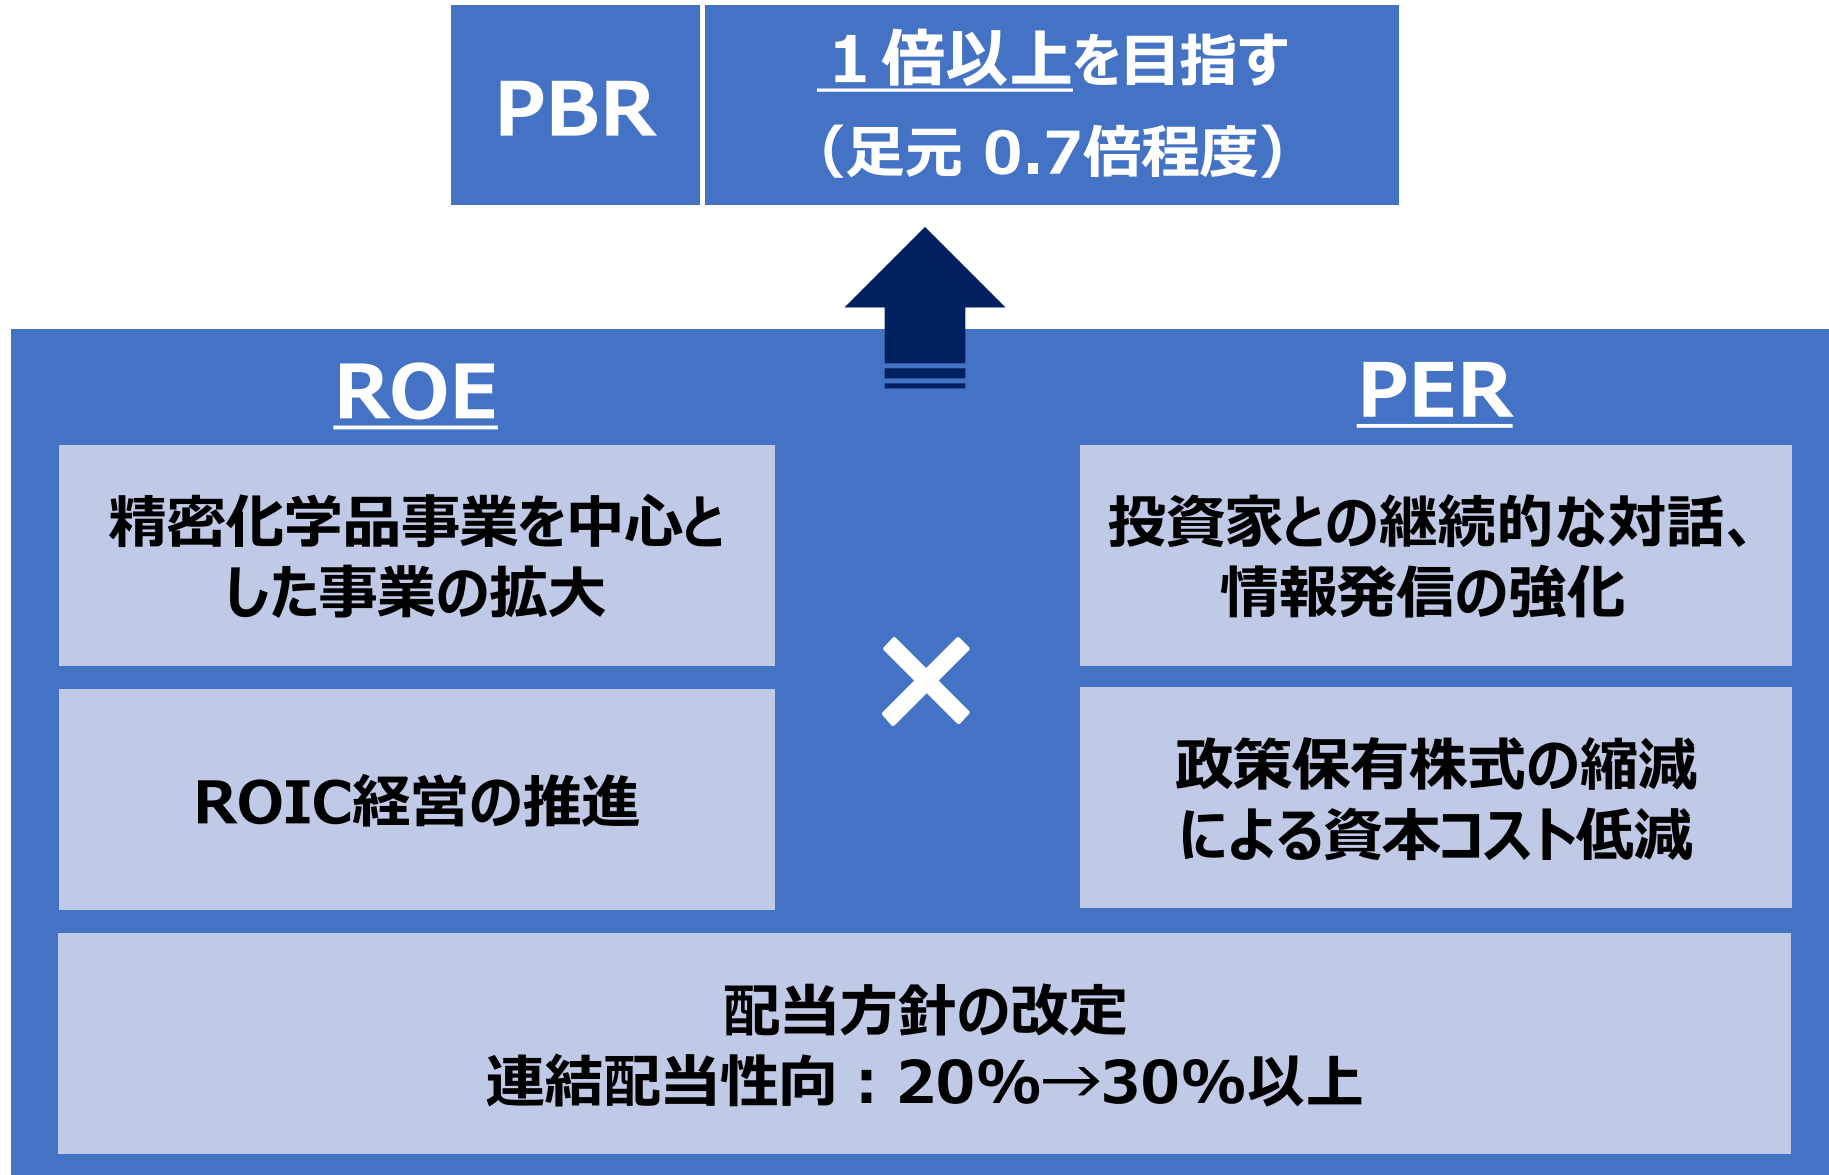 PBR
１倍以上を目指す
（足元 0.7倍程度）
ROE
精密化学品事業を中心と
した事業の拡大
ROIC経営の推進
×
PER
投資家との継続的な対話、
情報発信の強化
政策保有株式の縮減
による資本コスト低減
配当方針の改定
連結配当性向：20%→30%以上